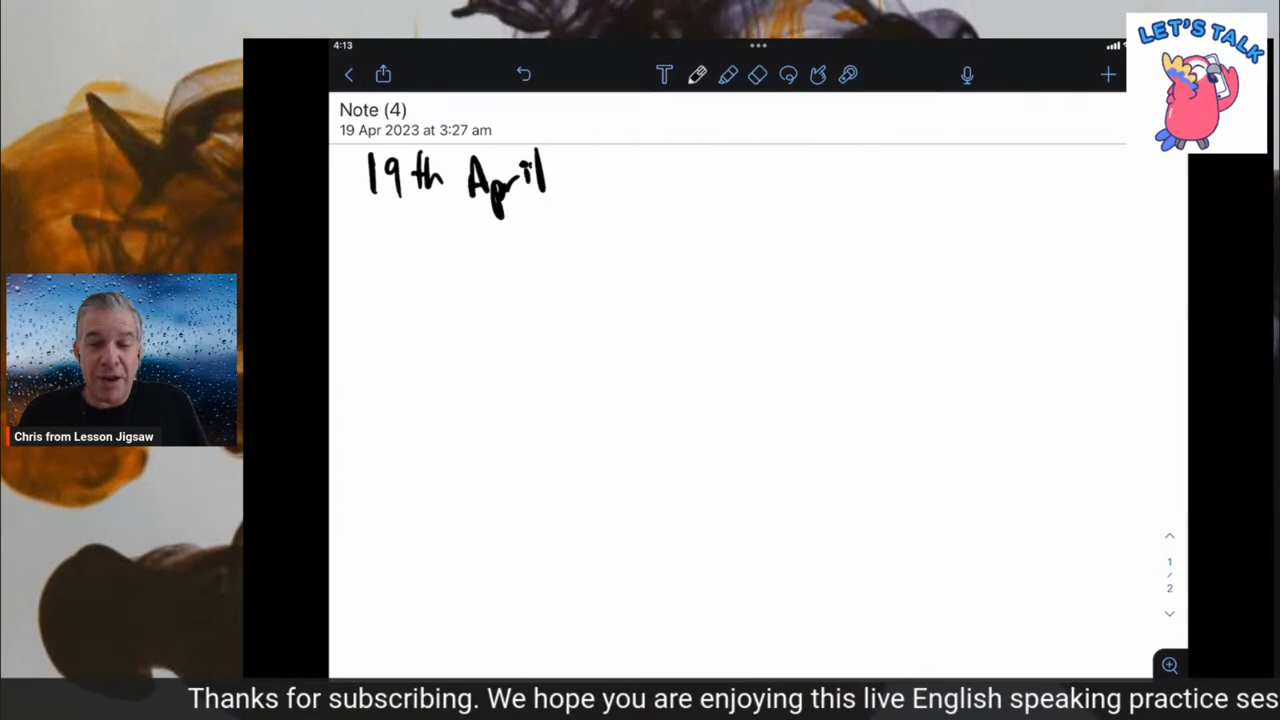 LET'S TALK
4:13
Note (4)
19 Apr 2023 at 3:27 am
19th April
Chris from Lesson Jigsaw
1
/
2
Thanks for subscribing. We hope you are enjoying this live English speaking practice ses